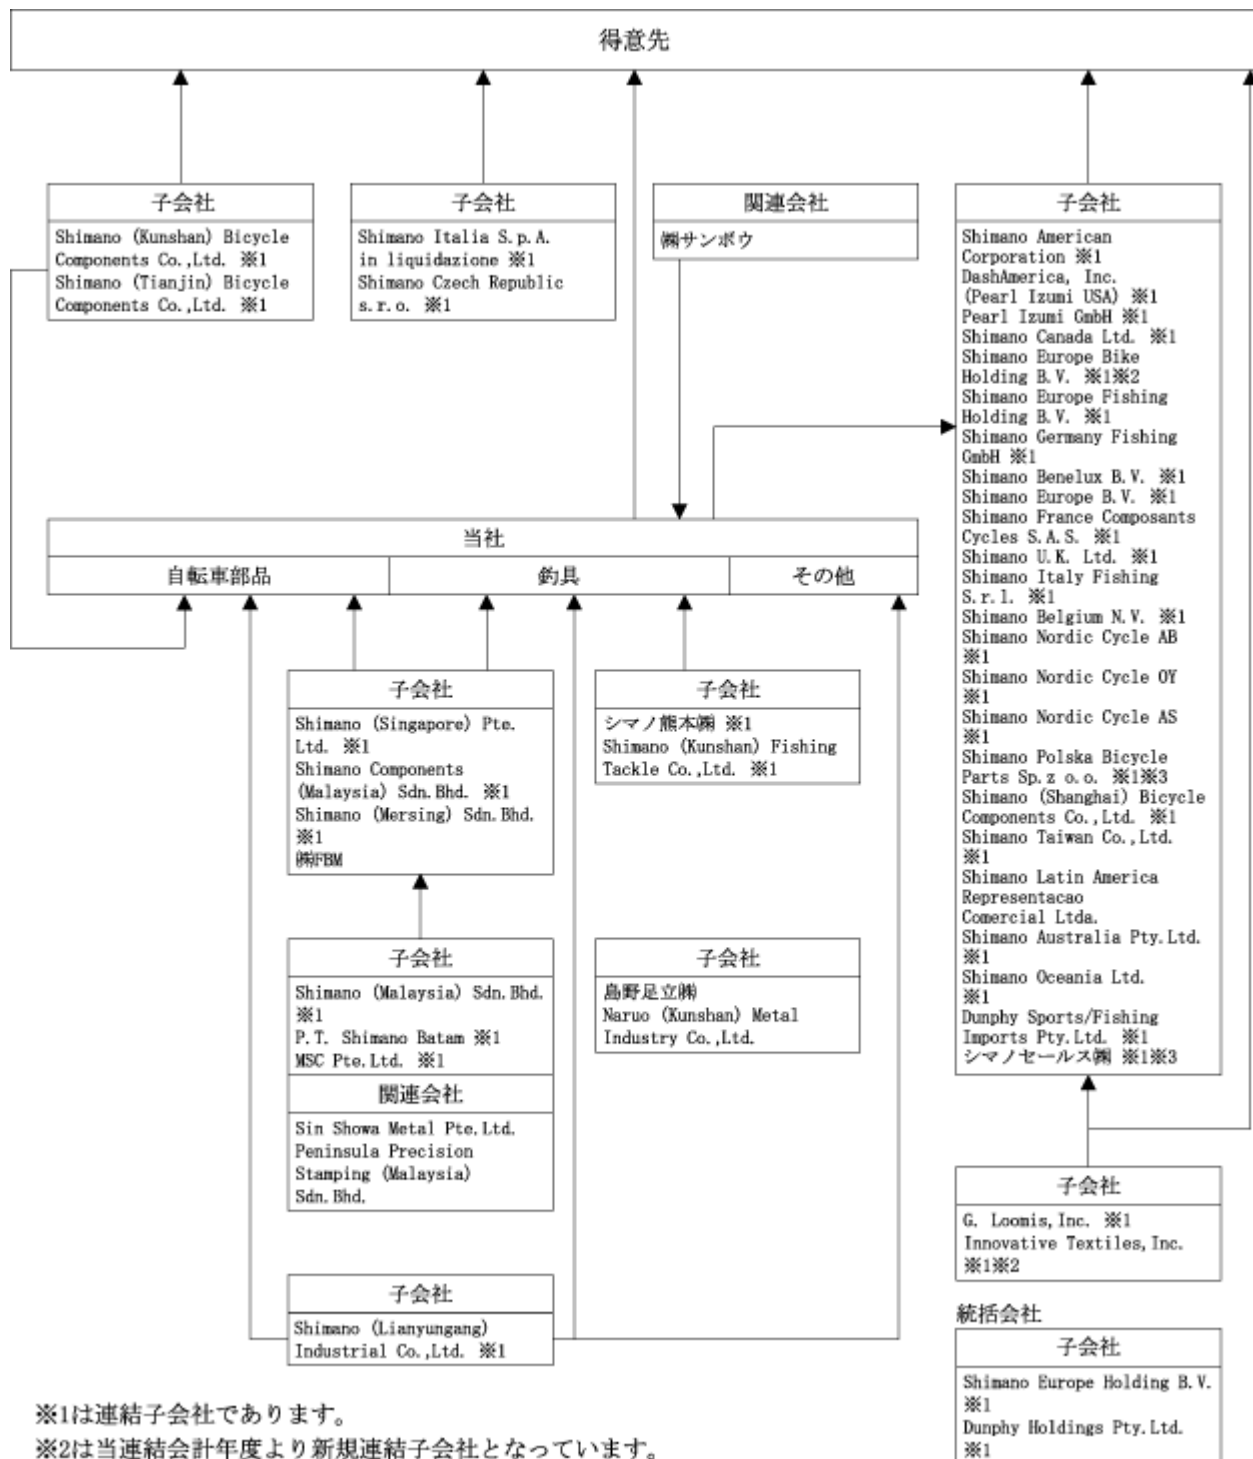 得意先
子会社
Shimano (Kunshan) Bicycle
Components Co.,Ltd. ※1
Shimano (Tianjin) Bicycle
Components Co.,Ltd. ※1
子会社
Shimano Italia S.p.A.
in liquidazione ※1
Shimano Czech Republic
s.r.o. ※1
関連会社
㈱サンボウ
子会社
Shimano American
Corporation ※1
DashAmerica, Inc.
(Pearl Izumi USA) ※1
Pearl Izumi GmbH ※1
Shimano Canada Ltd. ※1
Shimano Europe Bike
Holding B.V. ※1※2
Shimano Europe Fishing
Holding B.V. ※1
Shimano Germany Fishing
GmbH ※1
Shimano Benelux B.V. ※1
Shimano Europe B.V. ※1
Shimano France Composants
Cycles S.A.S. ※1
Shimano U.K. Ltd. ※1
Shimano Italy Fishing
S.r.l. ※1
Shimano Belgium N.V. ※1
Shimano Nordic Cycle AB
※1
Shimano Nordic Cycle OY
※1
Shimano Nordic Cycle AS
※1
Shimano Polska Bicycle
Parts Sp.z o.o. ※1※3
Shimano (Shanghai) Bicycle
Components Co.,Ltd. ※1
Shimano Taiwan Co.,Ltd.
※1
Shimano Latin America
Representacao
Comercial Ltda.
Shimano Australia Pty.Ltd.
※1
Shimano Oceania Ltd.
※1
Dunphy Sports/Fishing
Imports Pty.Ltd. ※1
シマノセールス㈱ ※1※3
当社
自転車部品
釣具
その他
子会社
Shimano (Singapore) Pte.
Ltd. ※1
Shimano Components
(Malaysia) Sdn.Bhd. ※1
Shimano (Mersing) Sdn.Bhd.
※1
㈱FBM
子会社
シマノ熊本㈱ ※1
Shimano (Kunshan) Fishing
Tackle Co.,Ltd. ※1
子会社
Shimano (Malaysia) Sdn.Bhd.
※1
P.T. Shimano Batam ※1
MSC Pte.Ltd. ※1
関連会社
Sin Showa Metal Pte.Ltd.
Peninsula Precision
Stamping (Malaysia)
Sdn.Bhd.
子会社
島野足立㈱
Naruo (Kunshan) Metal
Industry Co.,Ltd.
子会社
G. Loomis,Inc. ※1
Innovative Textiles,Inc.
※1※2
子会社
Shimano (Lianyungang)
Industrial Co.,Ltd. ※1
統括会社
子会社
Shimano Europe Holding B.V.
※1
Dunphy Holdings Pty.Ltd.
※1
※1は連結子会社であります。
※2は当連結会計年度より新規連結子会社となっています。